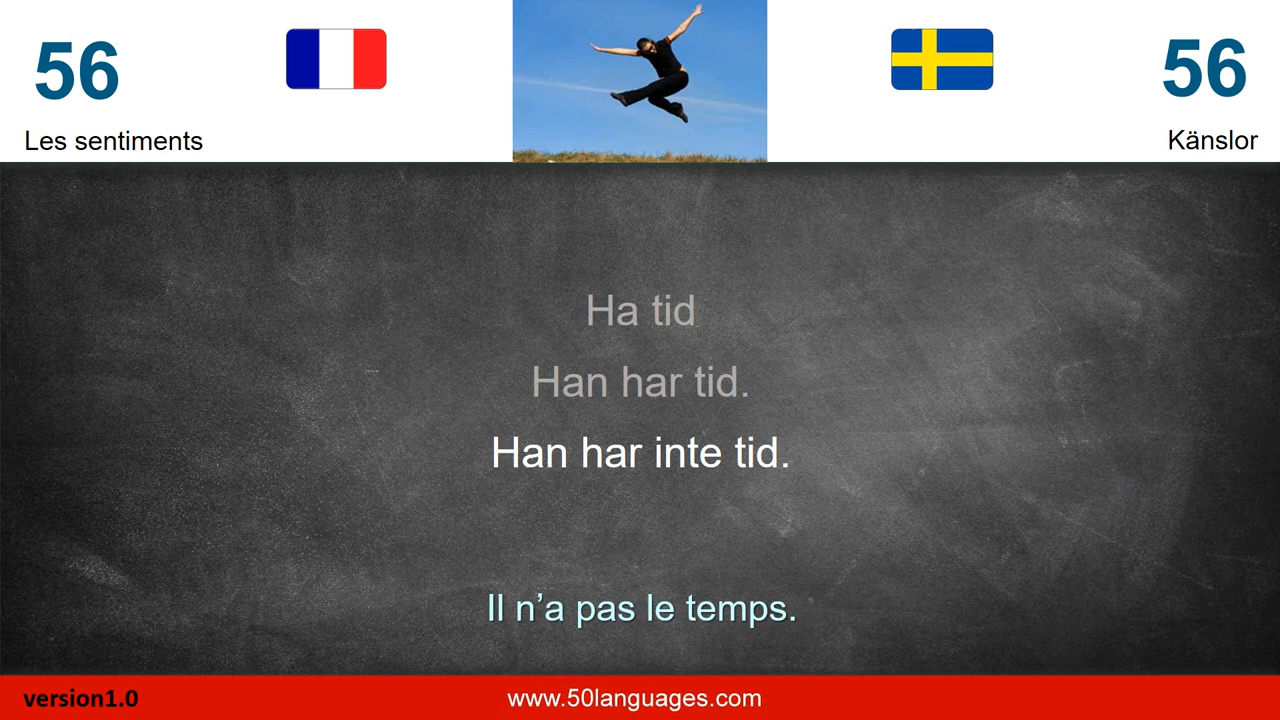 56
56
Les sentiments
Känslor
Ha tid
Han har tid.
Han har inte tid.
Il n’a pas le temps.
version1.0
www.50languages.com